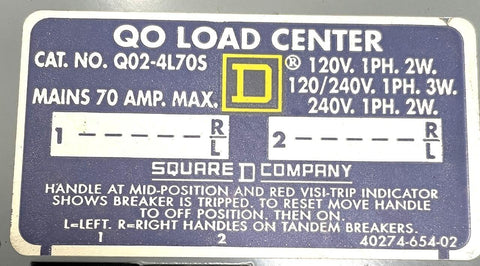 QO LOAD CENTER
CAT. NO. QO2-4L70S D® 120V. 1PH. 2W.
120/240V. 1PH. 3W.
MAINS 70 AMP. MAX. 240V. 1PH. 2W.
1 - - - - - - R/L 2 - - - - - - R/L
SQUARE D COMPANY
HANDLE AT MID-POSITION AND RED VISI-TRIP INDICATOR
SHOWS BREAKER IS TRIPPED. TO RESET MOVE HANDLE
TO OFF POSITION. THEN ON.
L=LEFT. R=RIGHT HANDLES ON TANDEM BREAKERS.
1 2 40274-654-02